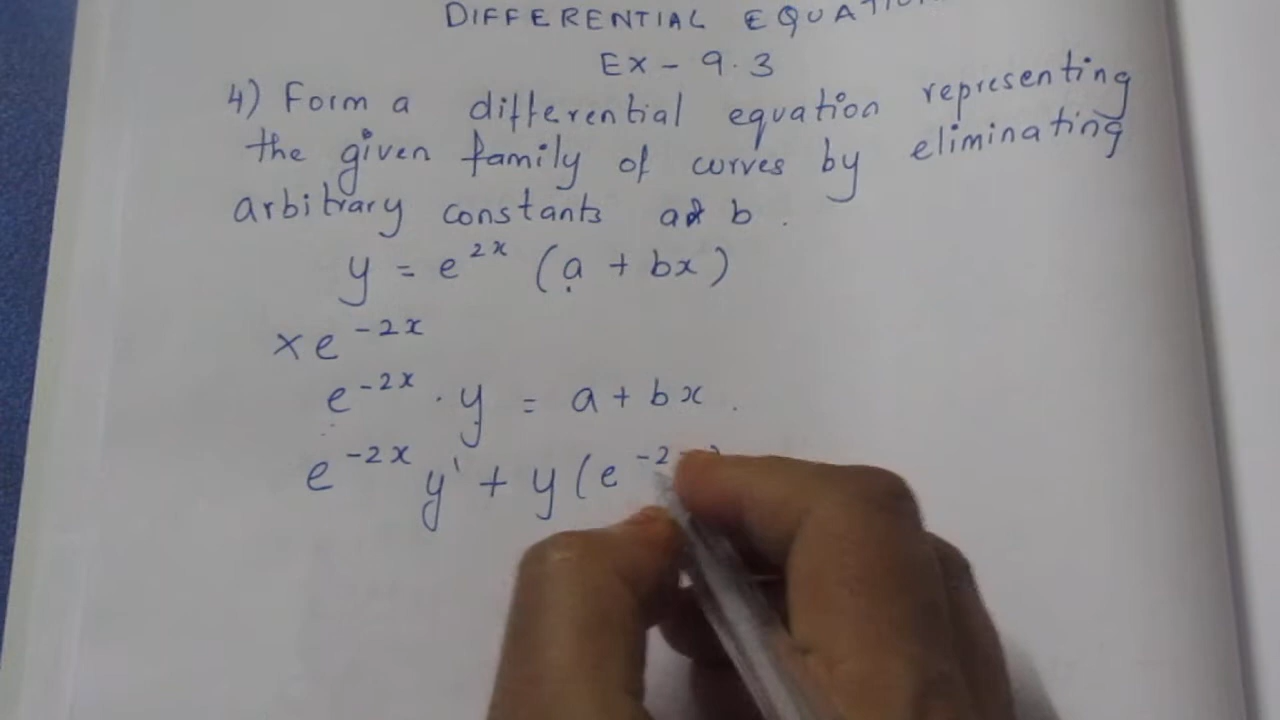 DIFFERENTIAL EQUATION
Ex - 9.3
4) Form a differential equation representing
the given family of curves by eliminating
arbitrary constants a & b.
y = e^{2x} (a + bx)
× e^{-2x}
e^{-2x} . y = a + bx .
e^{-2x} y' + y (e^{-2